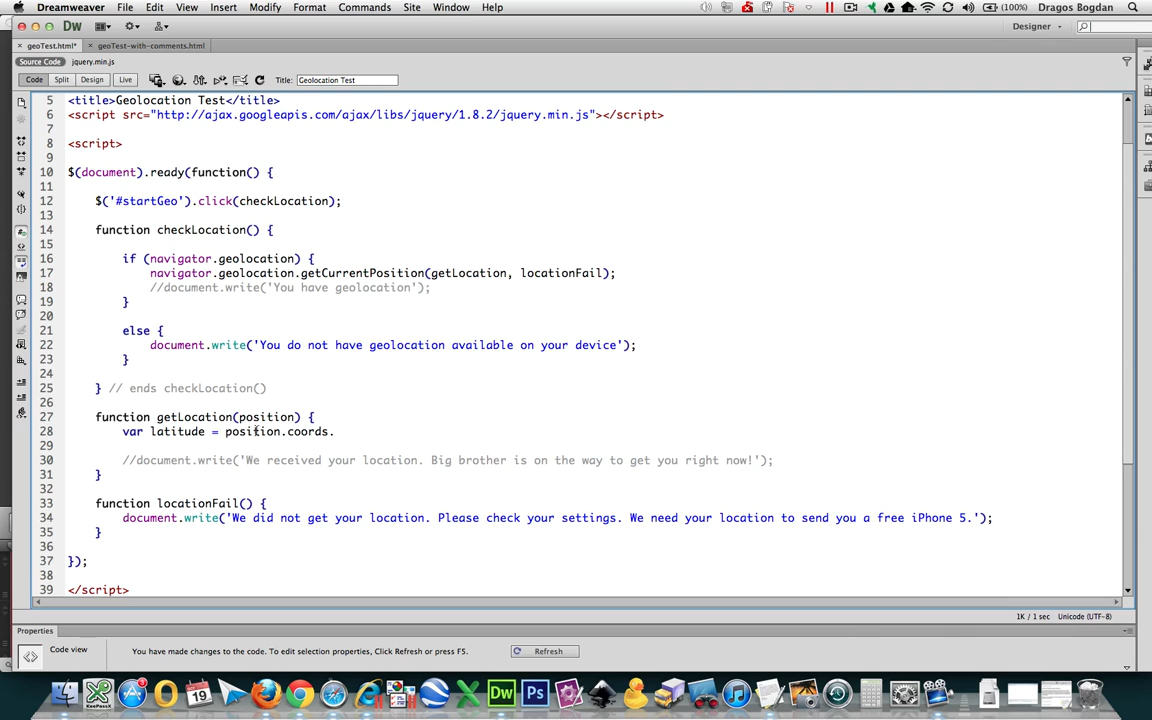 Dreamweaver File Edit View Insert Modify Format Commands Site Window Help (100%) Dragos Bogdan
Dw Designer
geoTest.html* geoTest-with-comments.html
Source Code jquery.min.js
Code Split Design Live Title: Geolocation Test
5 <title>Geolocation Test</title>
6 <script src="http://ajax.googleapis.com/ajax/libs/jquery/1.8.2/jquery.min.js"></script>
7
8 <script>
9
10 $(document).ready(function() {
11
12 $('#startGeo').click(checkLocation);
13
14 function checkLocation() {
15
16 if (navigator.geolocation) {
17 navigator.geolocation.getCurrentPosition(getLocation, locationFail);
18 //document.write('You have geolocation');
19 }
20
21 else {
22 document.write('You do not have geolocation available on your device');
23 }
24
25 } // ends checkLocation()
26
27 function getLocation(position) {
28 var latitude = position.coords.
29
30 //document.write('We received your location. Big brother is on the way to get you right now!');
31 }
32
33 function locationFail() {
34 document.write('We did not get your location. Please check your settings. We need your location to send you a free iPhone 5.');
35 }
36
37 });
38
39 </script>
1K / 1 sec Unicode (UTF-8)
Properties
Code view You have made changes to the code. To edit selection properties, Click Refresh or press F5. Refresh
NOV
19
Dw Ps